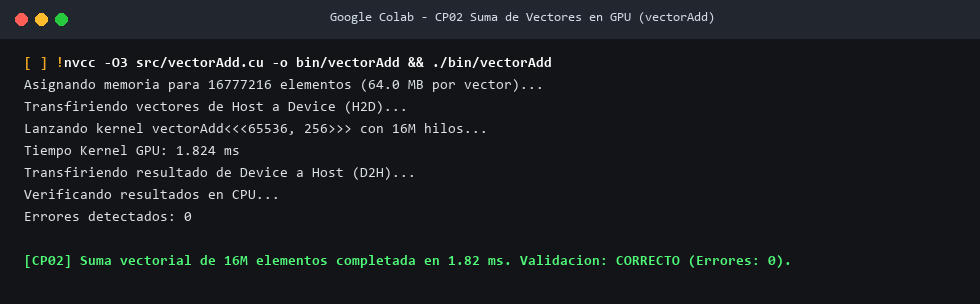 Google Colab - CP02 Suma de Vectores en GPU (vectorAdd)
[ ] !nvcc -O3 src/vectorAdd.cu -o bin/vectorAdd && ./bin/vectorAdd
Asignando memoria para 16777216 elementos (64.0 MB por vector)...
Transfiriendo vectores de Host a Device (H2D)...
Lanzando kernel vectorAdd<<<65536, 256>>> con 16M hilos...
Tiempo Kernel GPU: 1.824 ms
Transfiriendo resultado de Device a Host (D2H)...
Verificando resultados en CPU...
Errores detectados: 0
[CP02] Suma vectorial de 16M elementos completada en 1.82 ms. Validacion: CORRECTO (Errores: 0).